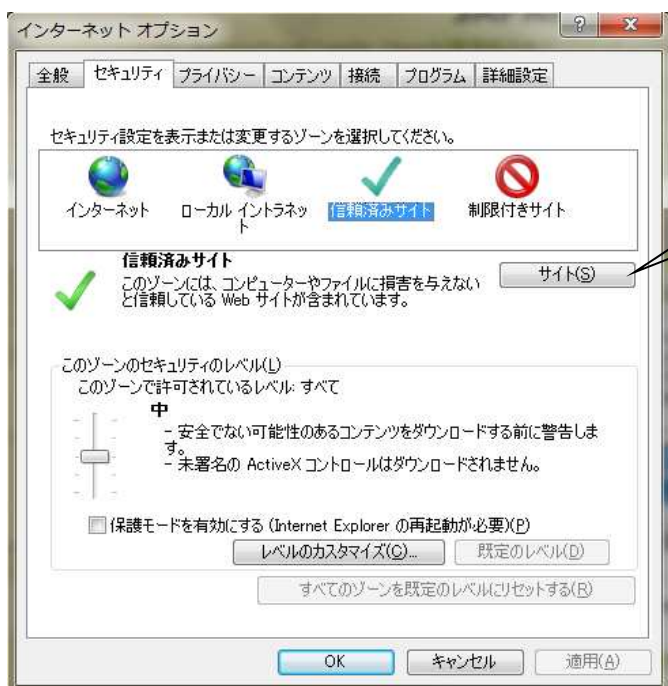 インターネット オプション
全般 セキュリティ プライバシー コンテンツ 接続 プログラム 詳細設定
セキュリティ設定を表示または変更するゾーンを選択してください。
インターネット ローカル イントラネッ 信頼済みサイト 制限付きサイト
ト
信頼済みサイト
サイト(S)
このゾーンには、コンピューターやファイルに損害を与えない
と信頼している Web サイトが含まれています。
このゾーンのセキュリティのレベル(L)
このゾーンで許可されているレベル: すべて
中
- 安全でない可能性のあるコンテンツをダウンロードする前に警告しま
す。
- 未署名の ActiveX コントロールはダウンロードされません。
保護モードを有効にする (Internet Explorer の再起動が必要)(P)
レベルのカスタマイズ(C)... 既定のレベル(D)
すべてのゾーンを既定のレベルにリセットする(R)
OK キャンセル 適用(A)